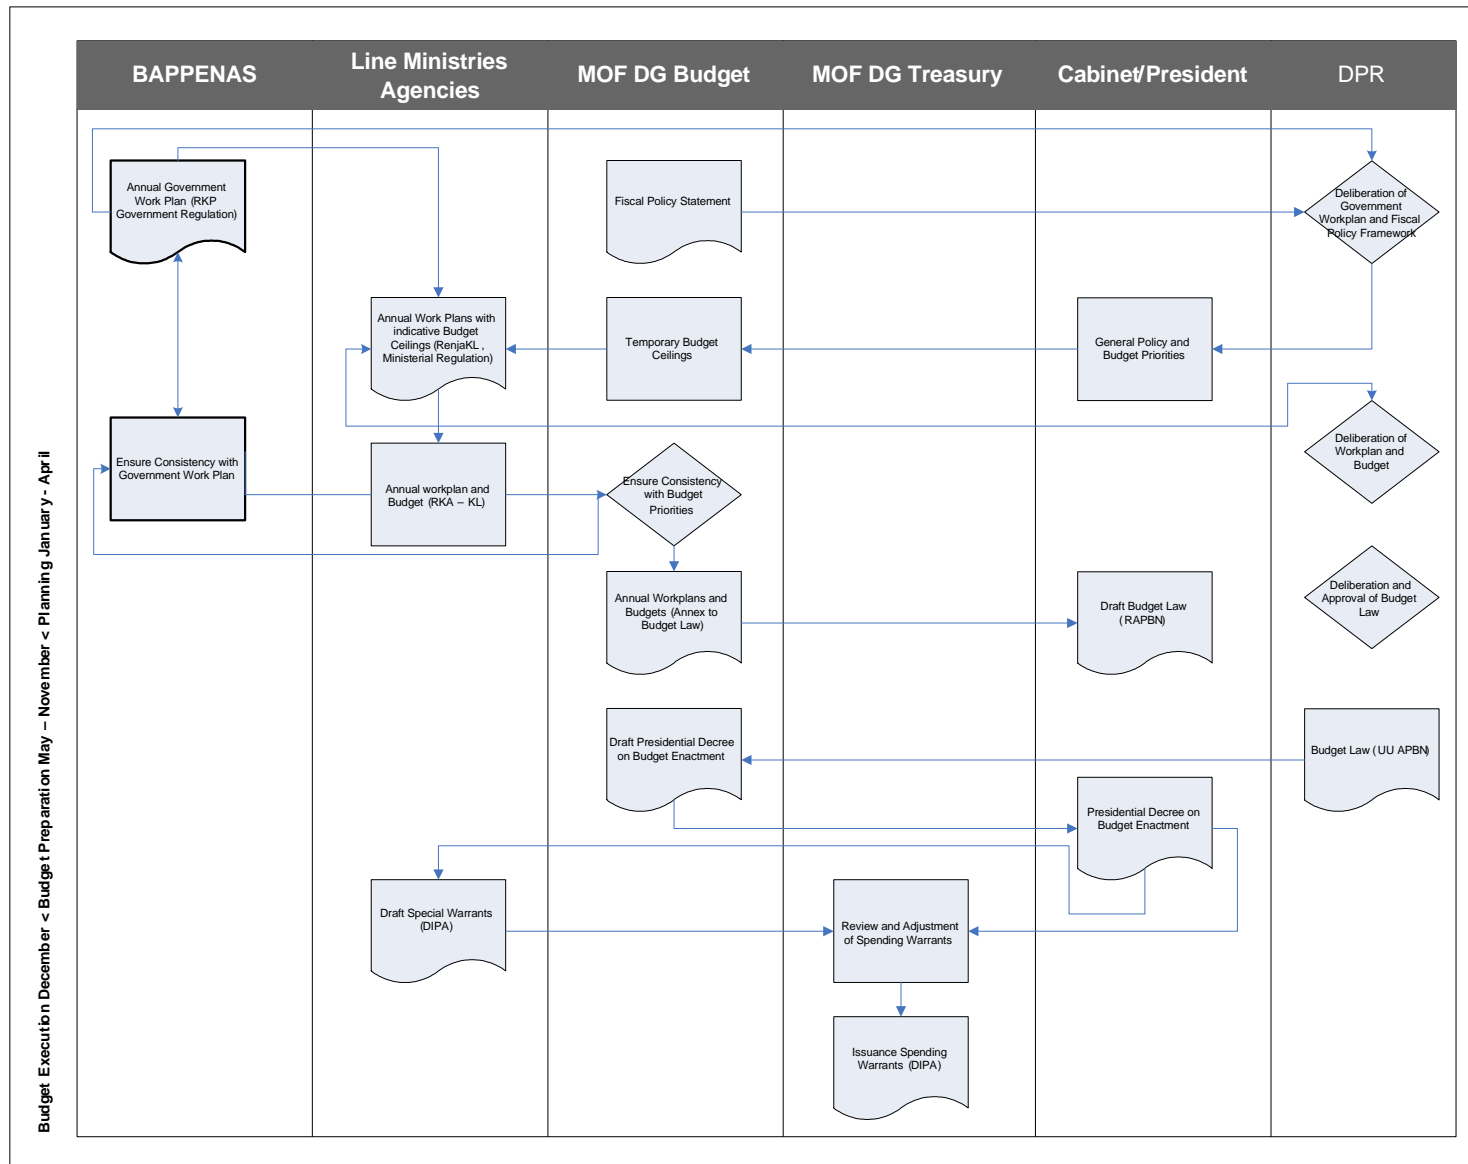 BAPPENAS
Line Ministries
Agencies
MOF DG Budget
MOF DG Treasury
Cabinet/President
DPR
Annual Government
Work Plan (RKP
Government Regulation)
Fiscal Policy Statement
Deliberation of
Government
Workplan and Fiscal
Policy Framework
Annual Work Plans with
indicative Budget
Ceilings (RenjaKL ,
Ministerial Regulation)
Temporary Budget
Ceilings
General Policy and
Budget Priorities
Ensure Consistency with
Government Work Plan
Annual workplan and
Budget (RKA – KL)
Ensure Consistency
with Budget
Priorities
Deliberation of
Workplan and
Budget
Annual Workplans and
Budgets (Annex to
Budget Law)
Draft Budget Law
( RAPBN)
Deliberation and
Approval of Budget
Law
Draft Presidential Decree
on Budget Enactment
Budget Law ( UU APBN)
Presidential Decree on
Budget Enactment
Draft Special Warrants
(DIPA)
Review and Adjustment
of Spending Warrants
Issuance Spending
Warrants (DIPA)
Budget Execution December < Budget Preparation May – November < Planning January - April